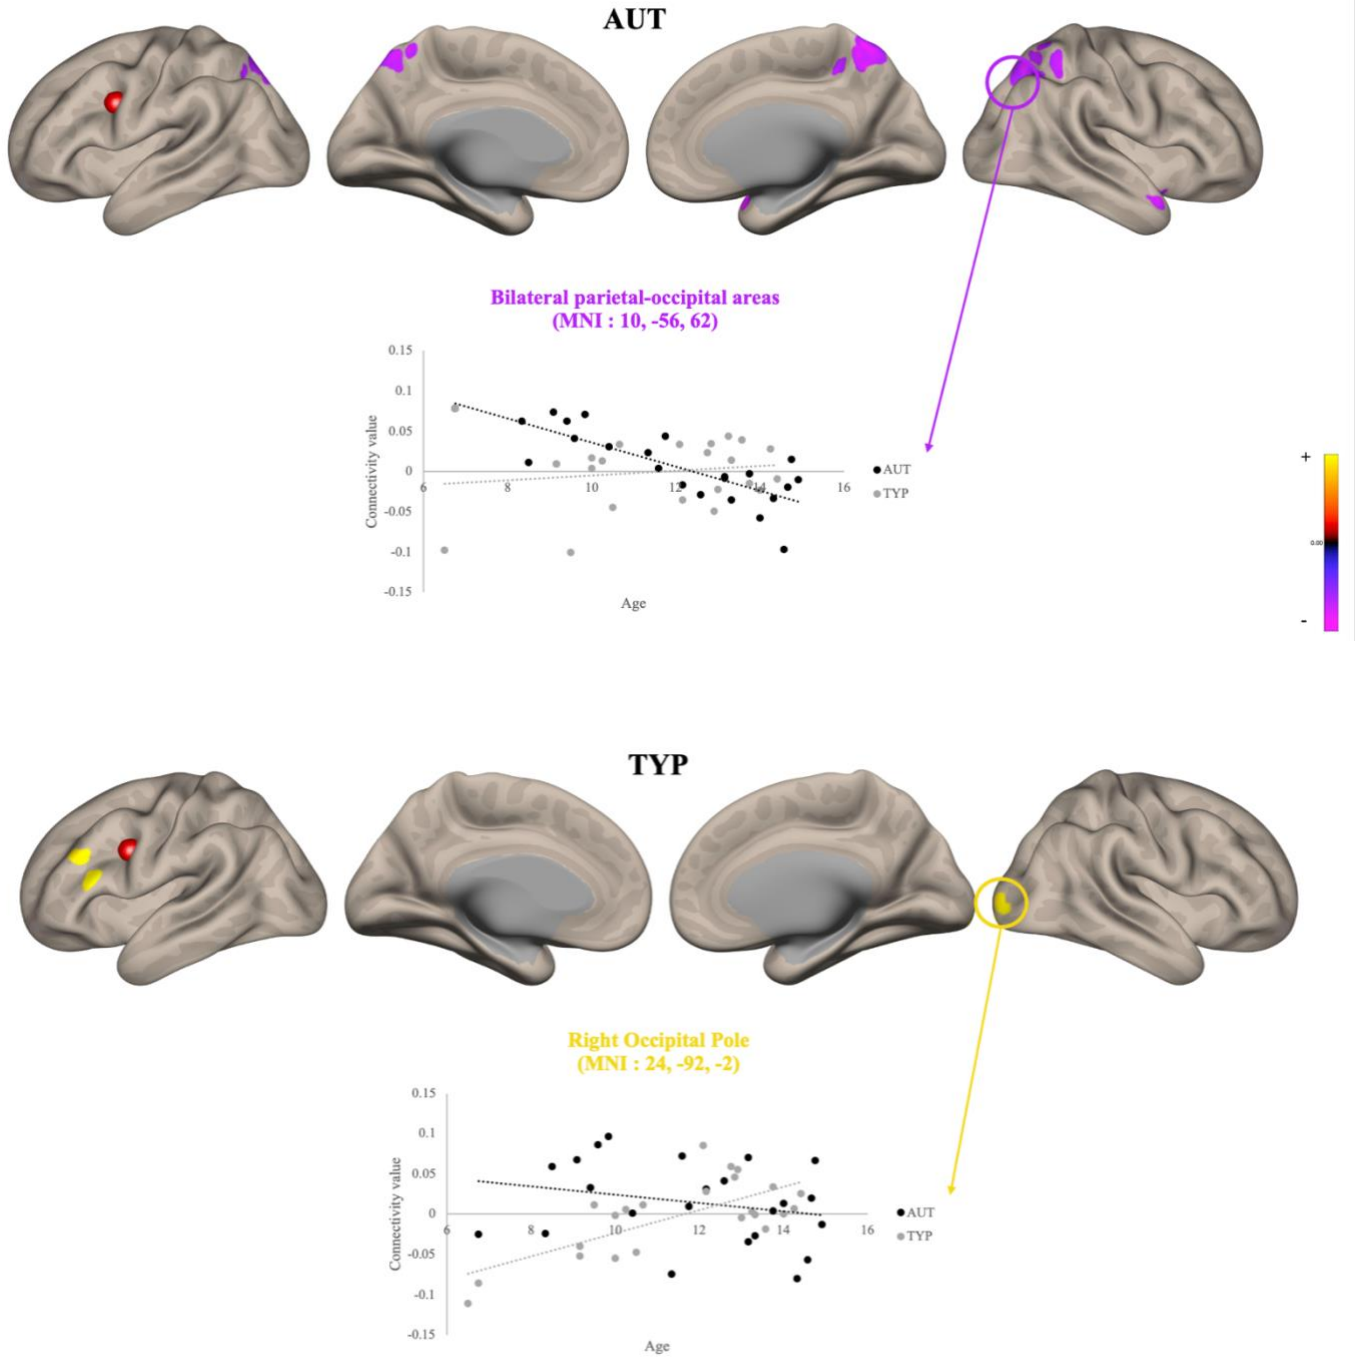 AUT
Bilateral parietal-occipital areas
(MNI : 10, -56, 62)
0.15
0.1
0.05
0
-0.05
-0.1
-0.15
Connectivity value
6 8 10 12 14 16
Age
AUT
TYP
+
0.00
-
TYP
Right Occipital Pole
(MNI : 24, -92, -2)
0.15
0.1
0.05
0
-0.05
-0.1
-0.15
Connectivity value
6 8 10 12 14 16
Age
AUT
TYP